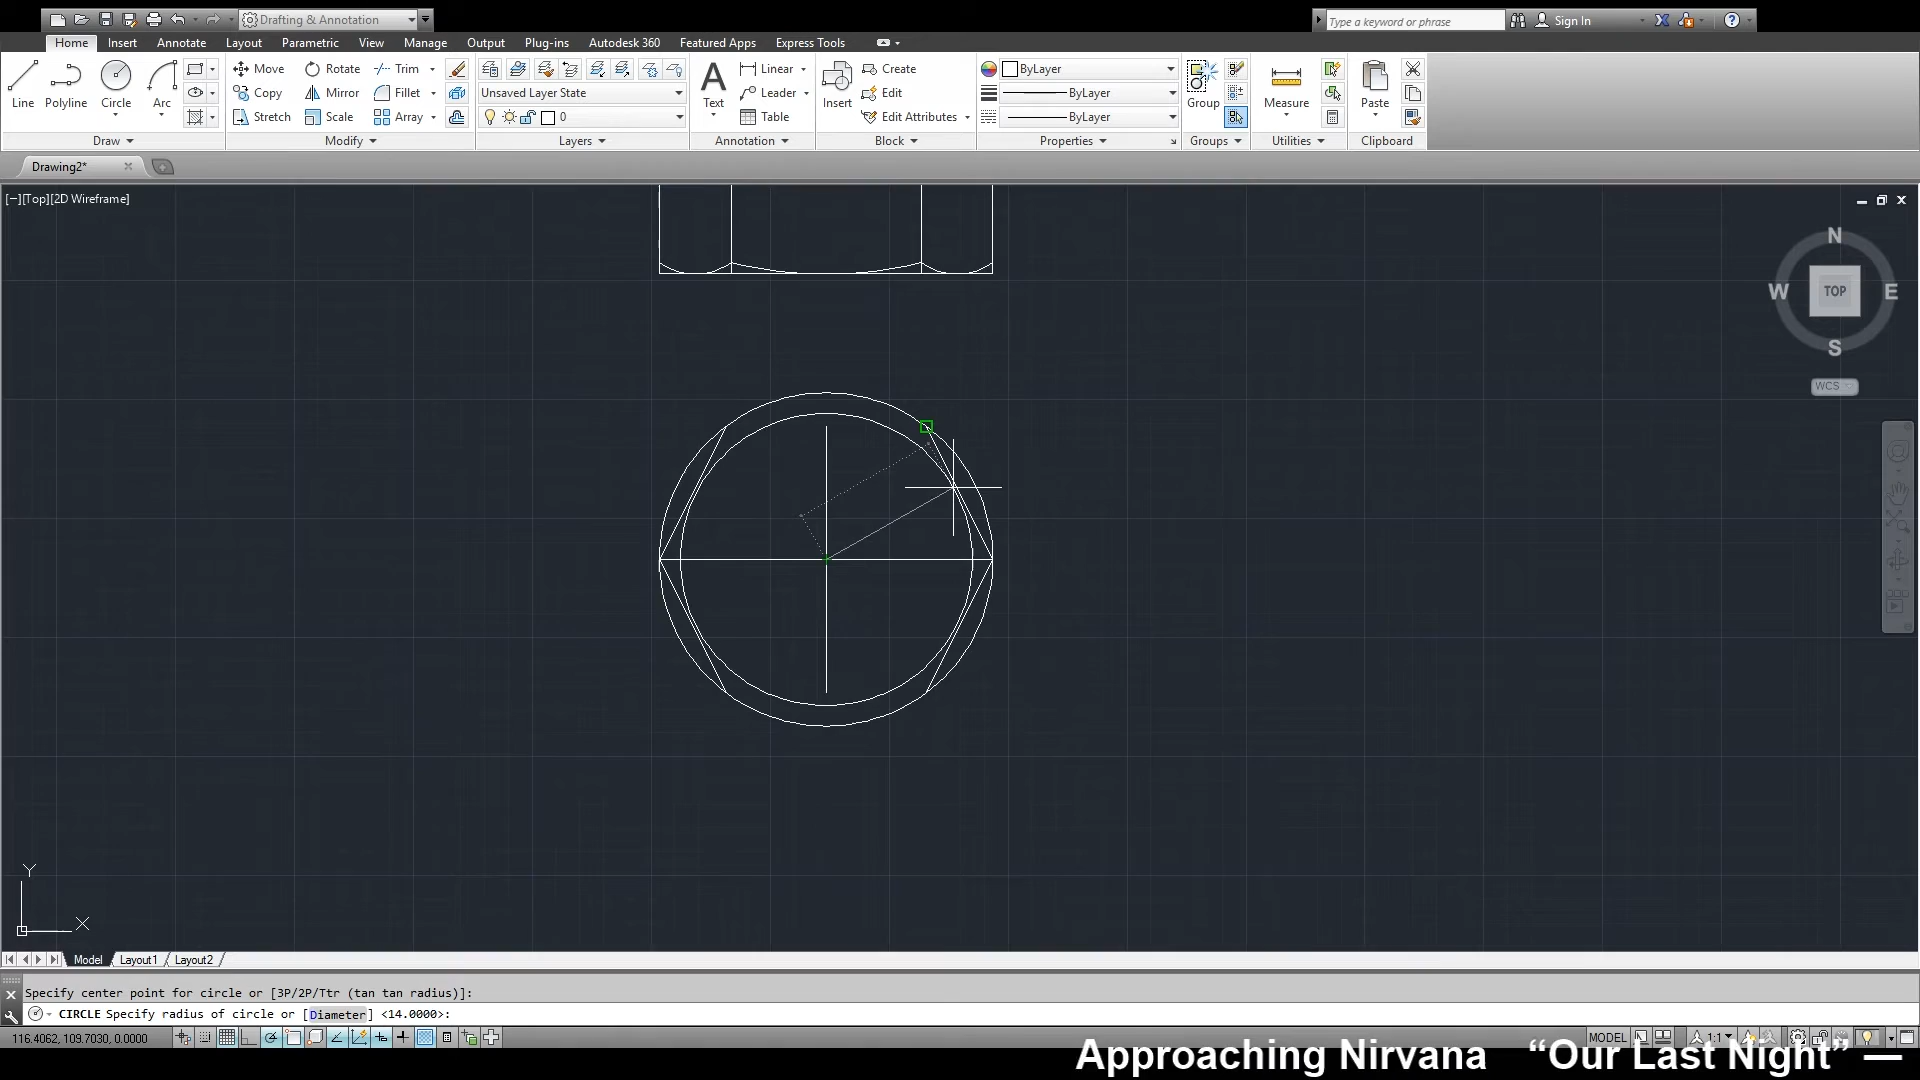 Drafting & Annotation
Type a keyword or phrase
Sign In
Home Insert Annotate Layout Parametric View Manage Output Plug-ins Autodesk 360 Featured Apps Express Tools
Line Polyline Circle Arc
Move Rotate Trim
Copy Mirror Fillet
Stretch Scale Array
Unsaved Layer State
0
Text
Linear
Leader
Table
Insert
Create
Edit
Edit Attributes
ByLayer
ByLayer
ByLayer
Group
Measure
Paste
Draw Modify Layers Annotation Block Properties Groups Utilities Clipboard
Drawing2*
[−][Top][2D Wireframe]
N
W TOP E
S
WCS
Y
X
Model Layout1 Layout2
Specify center point for circle or [3P/2P/Ttr (tan tan radius)]:
CIRCLE Specify radius of circle or [Diameter] <14.0000>:
116.4062, 109.7030, 0.0000
MODEL
1:1
Approaching Nirvana “Our Last Night” —